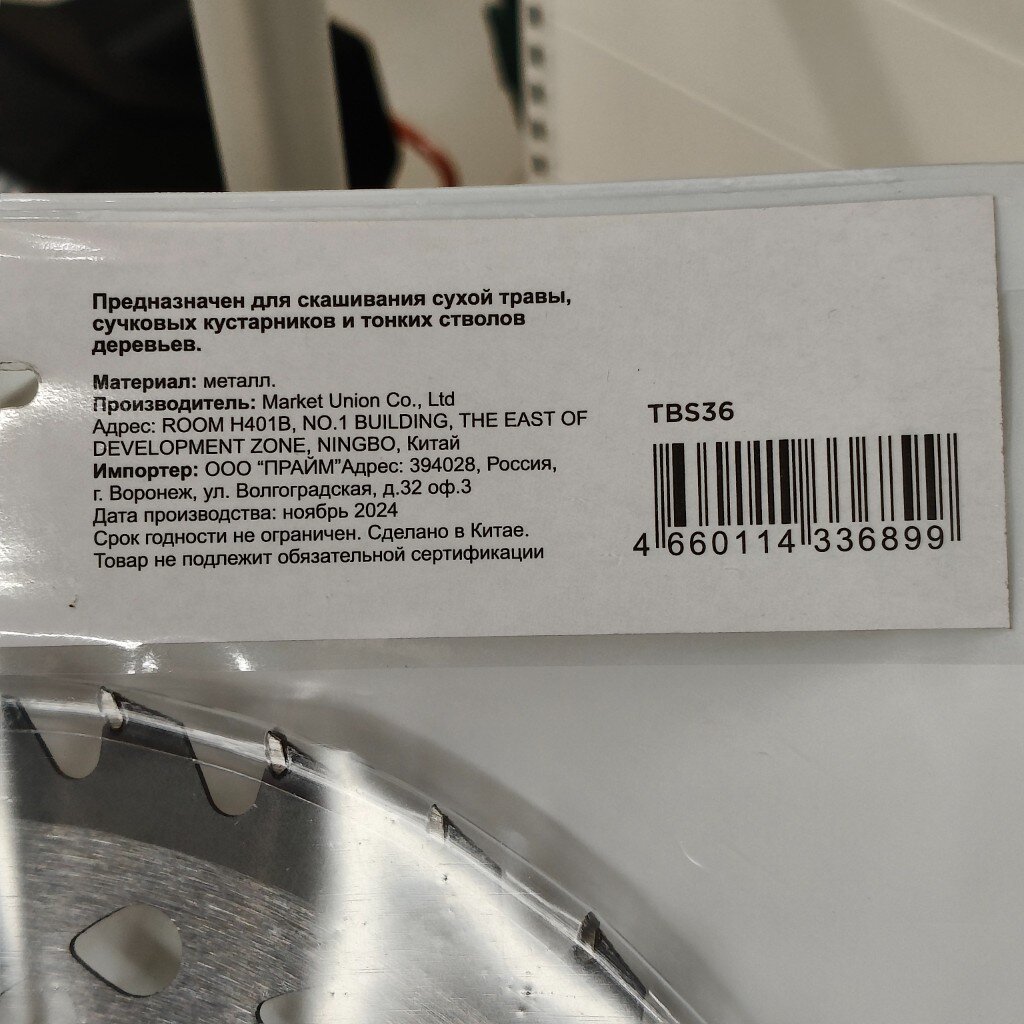 Предназначен для скашивания сухой травы,
сучковых кустарников и тонких стволов
деревьев.
Материал: металл.
Производитель: Market Union Co., Ltd
Адрес: ROOM H401B, NO.1 BUILDING, THE EAST OF
DEVELOPMENT ZONE, NINGBO, Китай
Импортер: ООО "ПРАЙМ"Адрес: 394028, Россия,
г. Воронеж, ул. Волгоградская, д.32 оф.3
Дата производства: ноябрь 2024
Срок годности не ограничен. Сделано в Китае.
Товар не подлежит обязательной сертификации
TBS36
4 660114 336899